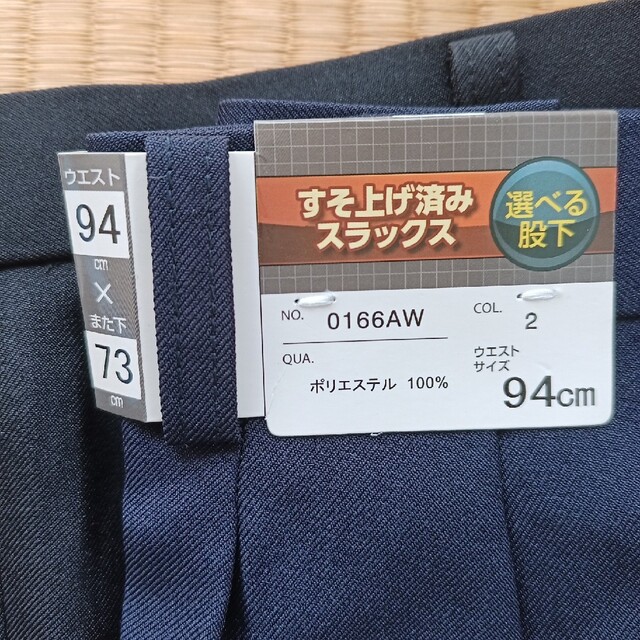 ウエスト
94
cm
×
また下
73
cm
すそ上げ済み
スラックス
選べる
股下
NO. 0166AW COL. 2
QUA.
ポリエステル 100%
ウエスト
サイズ
94cm